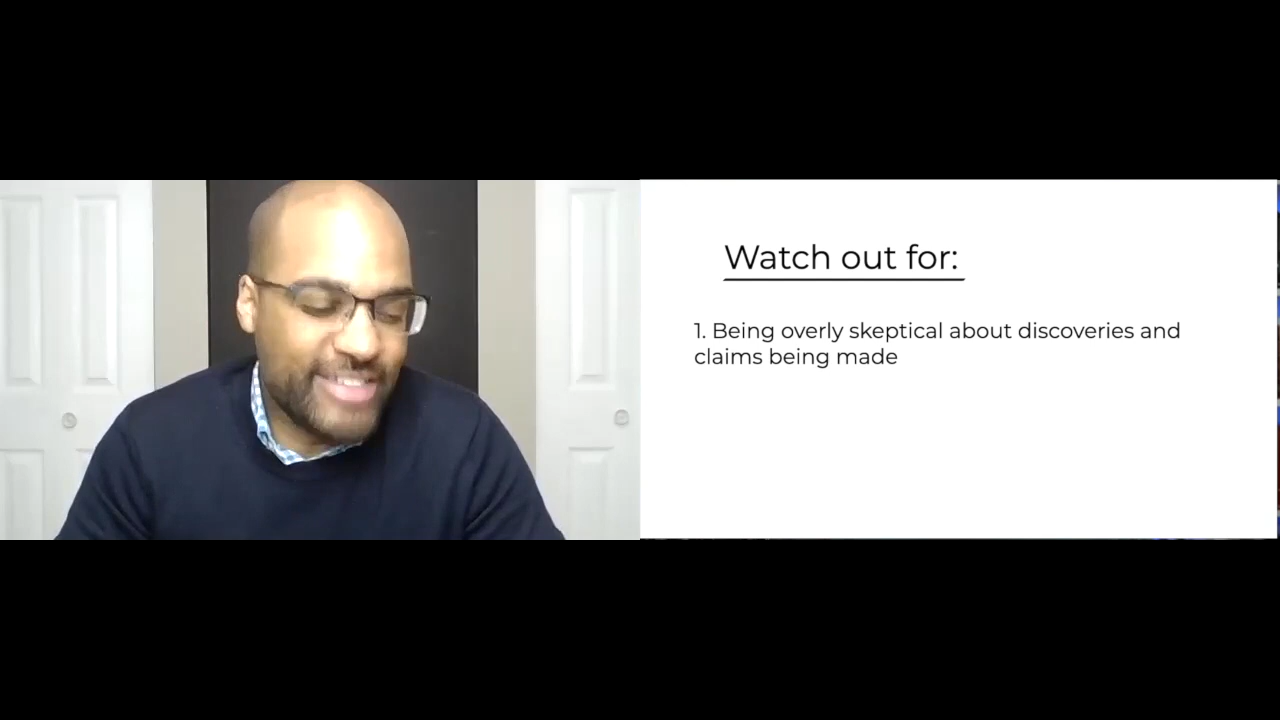 Watch out for:
1. Being overly skeptical about discoveries and
claims being made